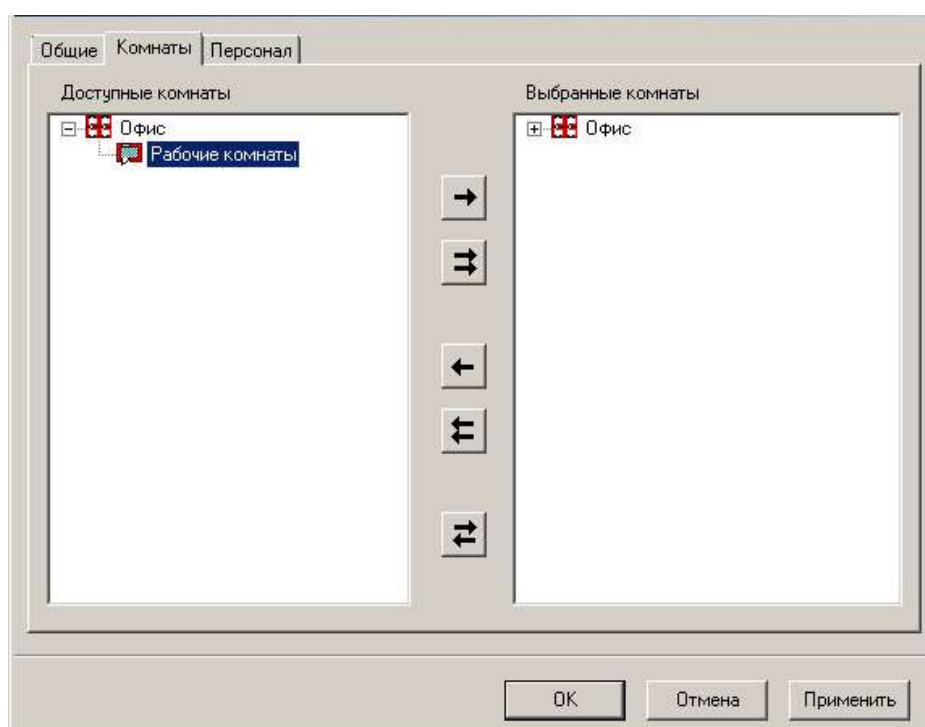 Общие Комнаты Персонал
Доступные комнаты Выбранные комнаты
Офис Офис
Рабочие комнаты
OK Отмена Применить